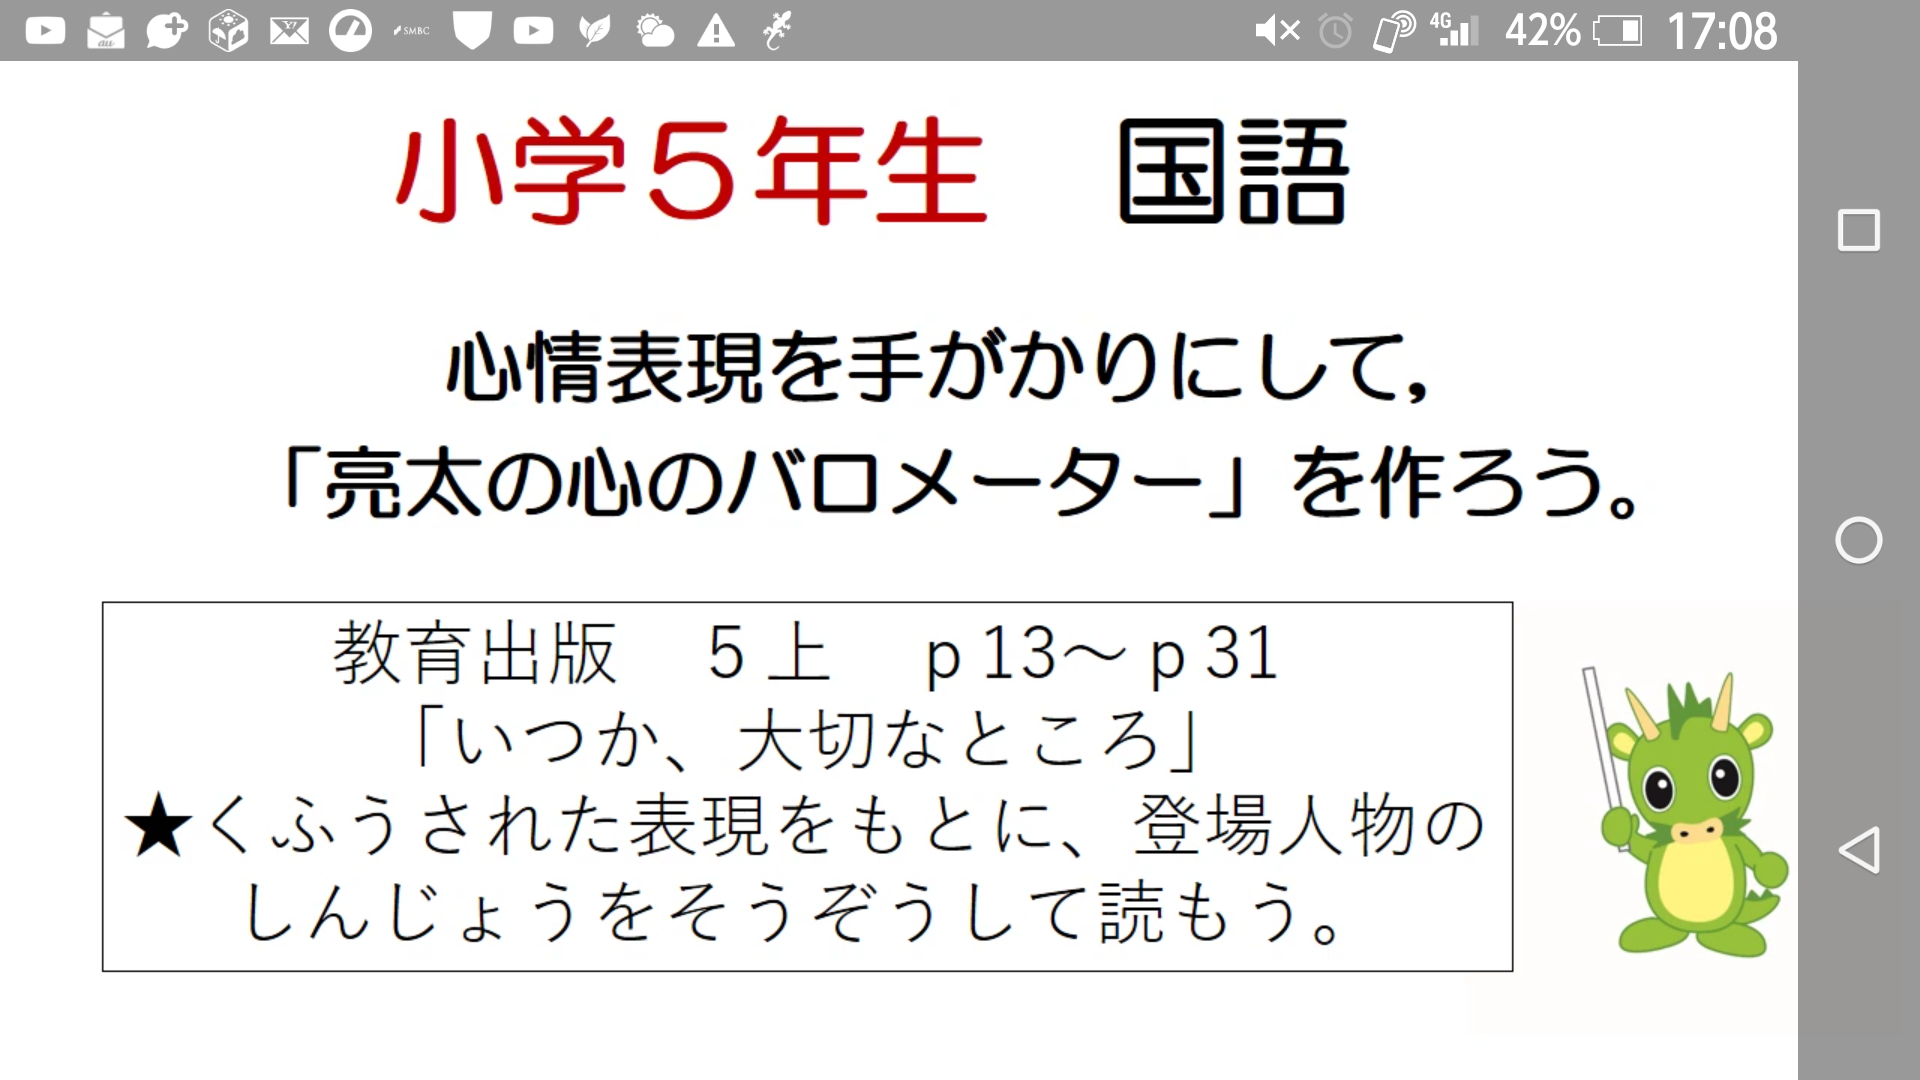 au Y! SMBC 4G 42% 17:08
小学５年生　国語
心情表現を手がかりにして，
「亮太の心のバロメーター」を作ろう。
教育出版　５上　ｐ13～ｐ31
「いつか、大切なところ」
★くふうされた表現をもとに、登場人物の
しんじょうをそうぞうして読もう。